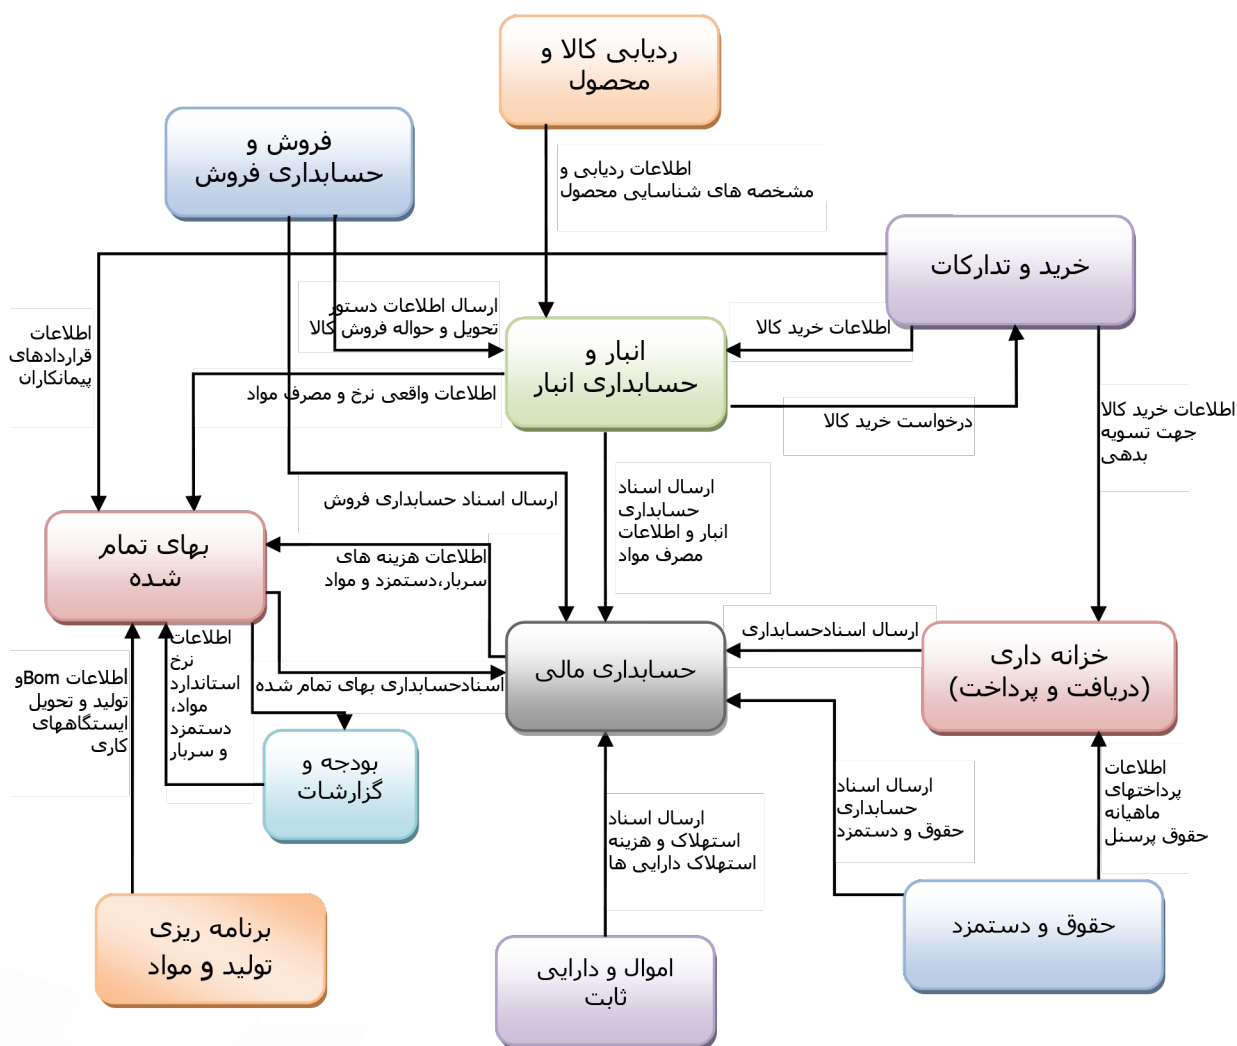 ردیابی کالا و
محصول
فروش و
حسابداری فروش
اطلاعات ردیابی و
مشخصه های شناسایی محصول
خرید و تدارکات
ارسال اطلاعات دستور
تحویل و حواله فروش کالا
اطلاعات خرید کالا
اطلاعات
قراردادهای
پیمانکاران
انبار و
حسابداری انبار
اطلاعات واقعی نرخ و مصرف مواد
درخواست خرید کالا
اطلاعات خرید کالا
جهت تسویه
بدهی
ارسال اسناد حسابداری فروش
ارسال اسناد
حسابداری
انبار و اطلاعات
مصرف مواد
بهای تمام
شده
اطلاعات هزینه های
سربار،دستمزد و مواد
ارسال اسنادحسابداری
خزانه داری
(دریافت و پرداخت)
حسابداری مالی
اطلاعات
نرخ
استاندارد
مواد،
دستمزد
و سربار
اسنادحسابداری بهای تمام شده
اطلاعات Bomو
تولید و تحویل
ایستگاههای
کاری
بودجه و
گزارشات
ارسال اسناد
استهلاک و هزینه
استهلاک دارایی ها
ارسال اسناد
حسابداری
حقوق و دستمزد
اطلاعات
پرداختهای
ماهیانه
حقوق پرسنل
برنامه ریزی
تولید و مواد
اموال و دارایی
ثابت
حقوق و دستمزد